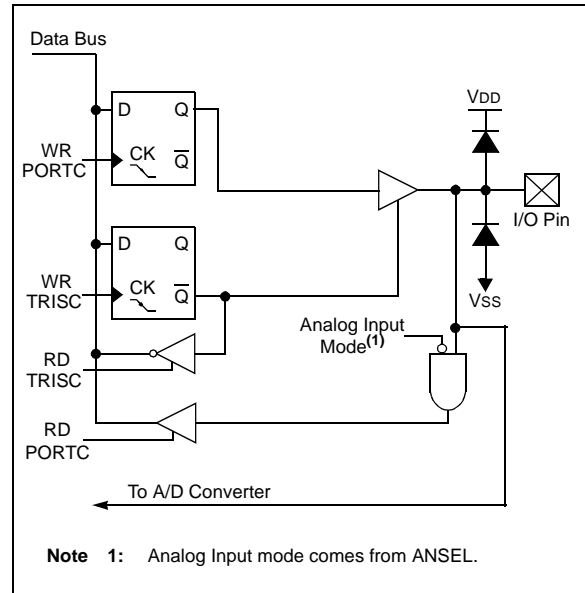 Data Bus
D Q
WR
PORTC
CK
Q
VDD
I/O Pin
VSS
D Q
WR
TRISC
CK
Q
RD
TRISC
Analog Input
Mode(1)
RD
PORTC
To A/D Converter
Note 1: Analog Input mode comes from ANSEL.